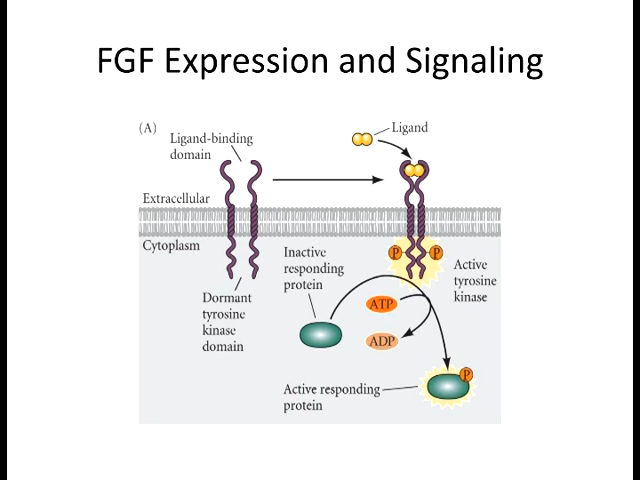 FGF Expression and Signaling
(A)
Ligand-binding
domain
Ligand
Extracellular
Cytoplasm
Inactive
responding
protein
P
P
Active
tyrosine
kinase
Dormant
tyrosine
kinase
domain
ATP
ADP
P
Active responding
protein